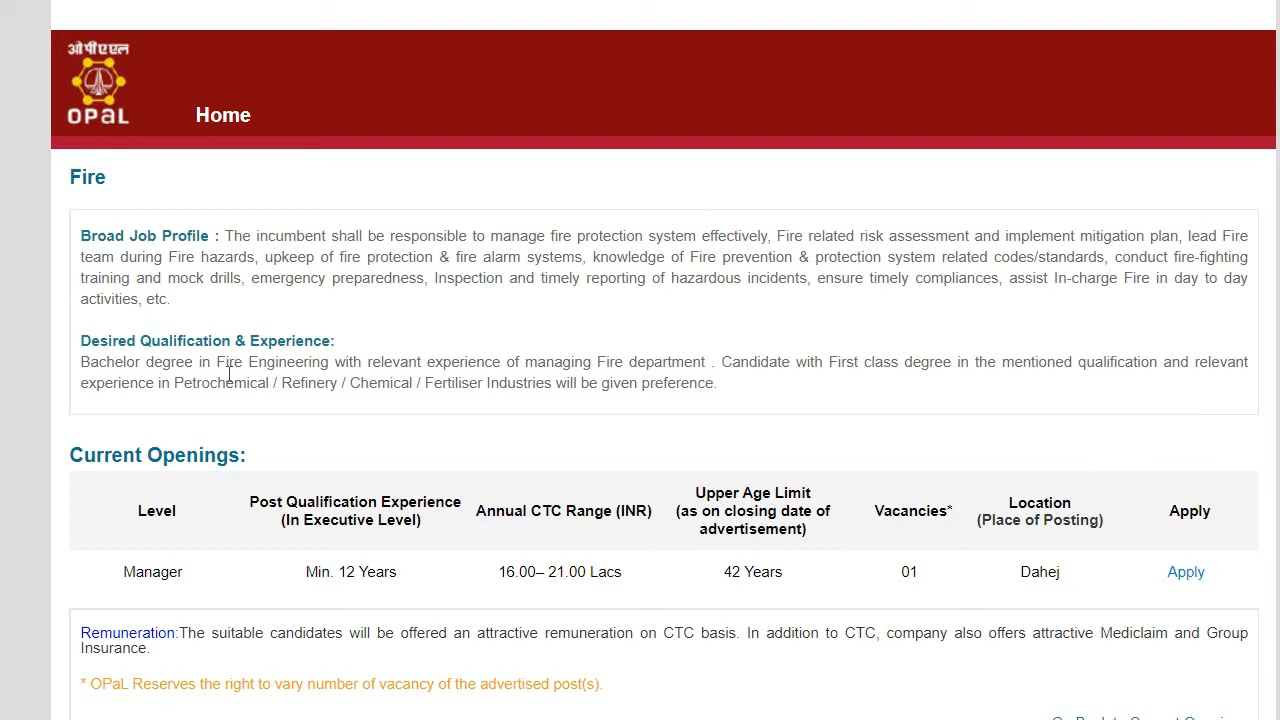 ओपीएएल
OPaL
Home
Fire
Broad Job Profile : The incumbent shall be responsible to manage fire protection system effectively, Fire related risk assessment and implement mitigation plan, lead Fire
team during Fire hazards, upkeep of fire protection & fire alarm systems, knowledge of Fire prevention & protection system related codes/standards, conduct fire-fighting
training and mock drills, emergency preparedness, Inspection and timely reporting of hazardous incidents, ensure timely compliances, assist In-charge Fire in day to day
activities, etc.
Desired Qualification & Experience:
Bachelor degree in Fire Engineering with relevant experience of managing Fire department . Candidate with First class degree in the mentioned qualification and relevant
experience in Petrochemical / Refinery / Chemical / Fertiliser Industries will be given preference.
Current Openings:
Level Post Qualification Experience (In Executive Level) Annual CTC Range (INR) Upper Age Limit (as on closing date of advertisement) Vacancies* Location (Place of Posting) Apply
Manager Min. 12 Years 16.00– 21.00 Lacs 42 Years 01 Dahej Apply
Remuneration:The suitable candidates will be offered an attractive remuneration on CTC basis. In addition to CTC, company also offers attractive Mediclaim and Group
Insurance.
* OPaL Reserves the right to vary number of vacancy of the advertised post(s).